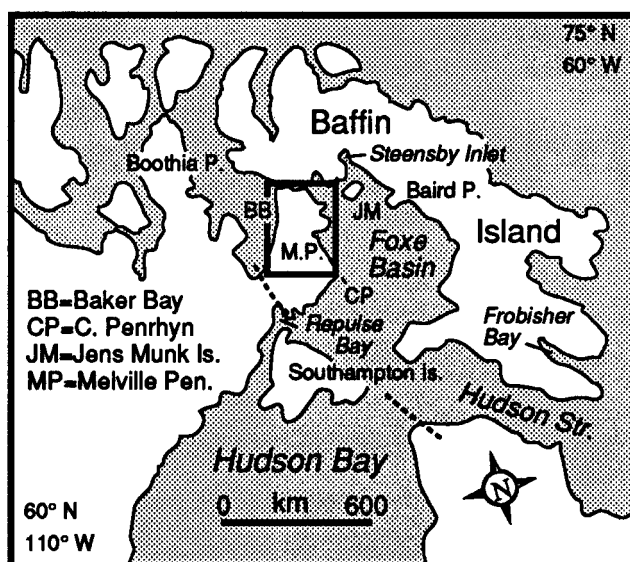 75° N
60° W
Baffin
Steensby Inlet
Boothia P.
Baird P.
BB
JM
Island
Foxe
Basin
M.P.
CP
BB=Baker Bay
CP=C. Penrhyn
JM=Jens Munk Is.
MP=Melville Pen.
Repulse
Bay
Frobisher
Bay
Southampton Is.
Hudson Str.
Hudson Bay
0 km 600
N
60° N
110° W